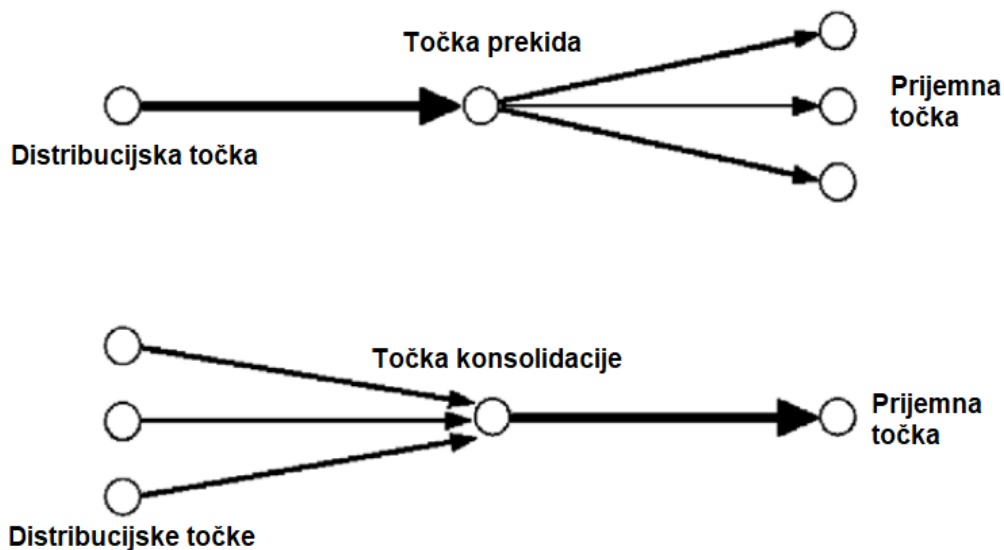 Točka prekida
Prijemna
točka
Distribucijska točka
Točka konsolidacije
Prijemna
točka
Distribucijske točke